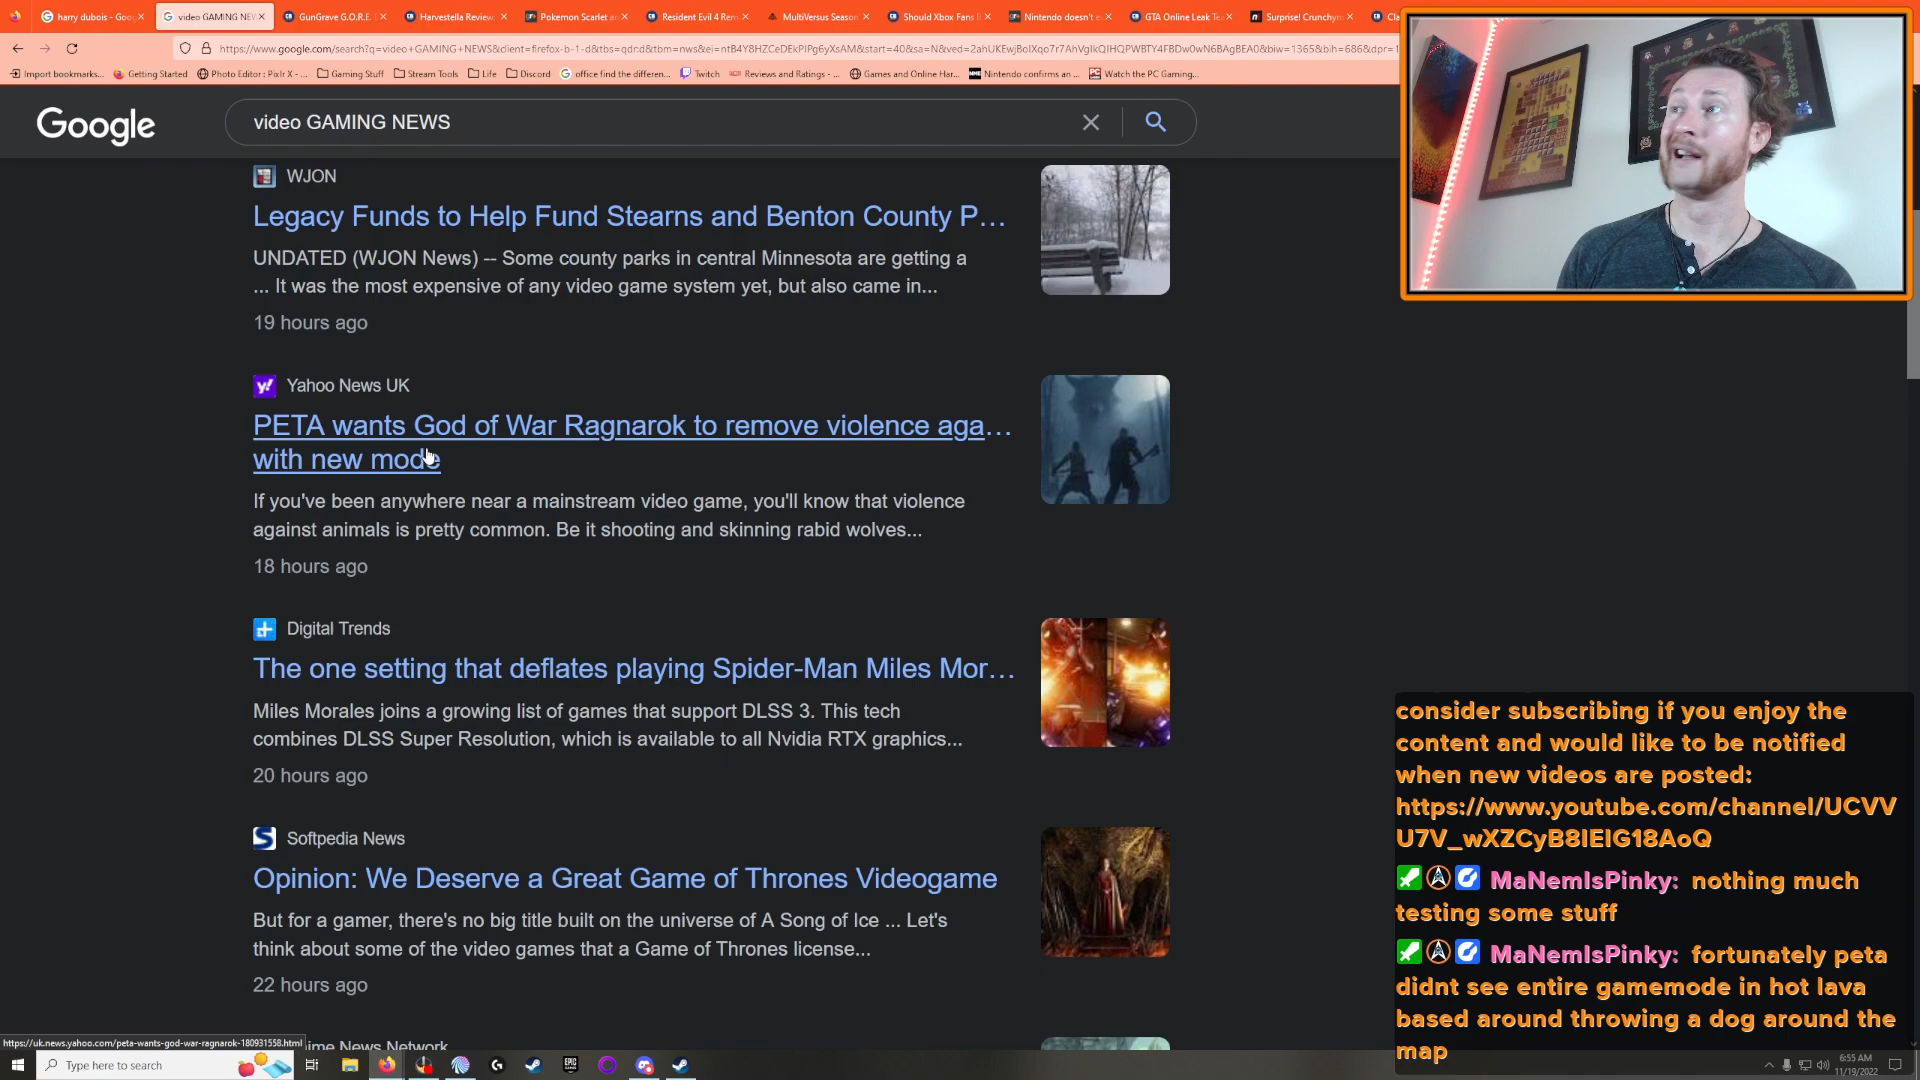 harry dubois - Goog
video GAMING NEW
GunGrave G.O.R.E.
Harvestella Review
Pokemon Scarlet an
Resident Evil 4 Rem
MultiVersus Season
Should Xbox Fans B
Nintendo doesn't e
GTA Online Leak Te
Surprise! Crunchyro
Cla
Import bookmarks...
Getting Started
Photo Editor : Pixlr X - ...
Gaming Stuff
Stream Tools
Life
Discord
office find the differen...
Twitch
Reviews and Ratings - ...
Games and Online Har...
Nintendo confirms an ...
Watch the PC Gaming...
Google
video GAMING NEWS
WJON
Legacy Funds to Help Fund Stearns and Benton County P...
UNDATED (WJON News) -- Some county parks in central Minnesota are getting a
... It was the most expensive of any video game system yet, but also came in...
19 hours ago
Yahoo News UK
PETA wants God of War Ragnarok to remove violence aga...
with new mode
If you've been anywhere near a mainstream video game, you'll know that violence
against animals is pretty common. Be it shooting and skinning rabid wolves...
18 hours ago
Digital Trends
The one setting that deflates playing Spider-Man Miles Mor...
Miles Morales joins a growing list of games that support DLSS 3. This tech
combines DLSS Super Resolution, which is available to all Nvidia RTX graphics...
20 hours ago
Softpedia News
Opinion: We Deserve a Great Game of Thrones Videogame
But for a gamer, there's no big title built on the universe of A Song of Ice ... Let's
think about some of the video games that a Game of Thrones license...
22 hours ago
ime News Network
https://uk.news.yahoo.com/peta-wants-god-war-ragnarok-180931558.html
consider subscribing if you enjoy the
content and would like to be notified
when new videos are posted:
https://www.youtube.com/channel/UCVV
U7V_wXZCyB8IEIG18AoQ
MaNemIsPinky: nothing much
testing some stuff
MaNemIsPinky: fortunately peta
didnt see entire gamemode in hot lava
based around throwing a dog around the
map
Type here to search
6:55 AM
11/19/2022